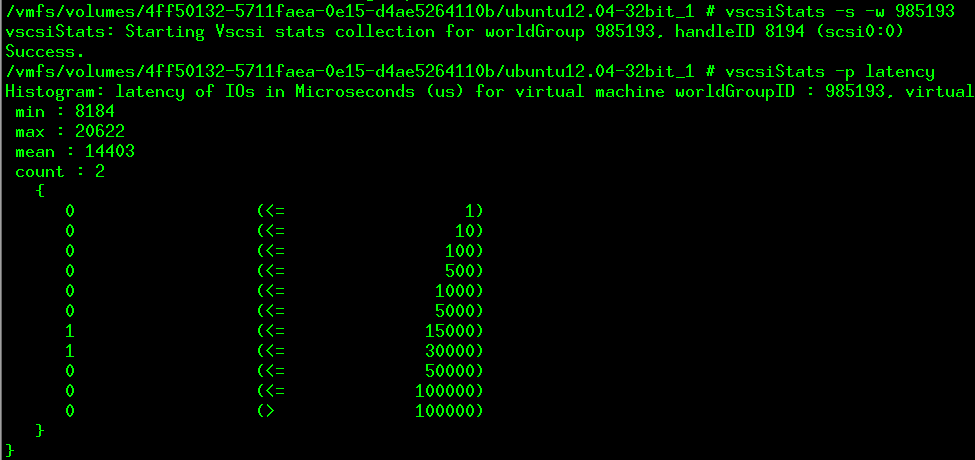 /vmfs/volumes/4ff50132-5711faea-0e15-d4ae5264110b/ubuntu12.04-32bit_1 # vscsiStats -s -w 985193
vscsiStats: Starting Vscsi stats collection for worldGroup 985193, handleID 8194 (scsi0:0)
Success.
/vmfs/volumes/4ff50132-5711faea-0e15-d4ae5264110b/ubuntu12.04-32bit_1 # vscsiStats -p latency
Histogram: latency of IOs in Microseconds (us) for virtual machine worldGroupID : 985193, virtual
min : 8184
max : 20622
mean : 14403
count : 2
{
0 (<= 1)
0 (<= 10)
0 (<= 100)
0 (<= 500)
0 (<= 1000)
0 (<= 5000)
1 (<= 15000)
1 (<= 30000)
0 (<= 50000)
0 (<= 100000)
0 (> 100000)
}
}